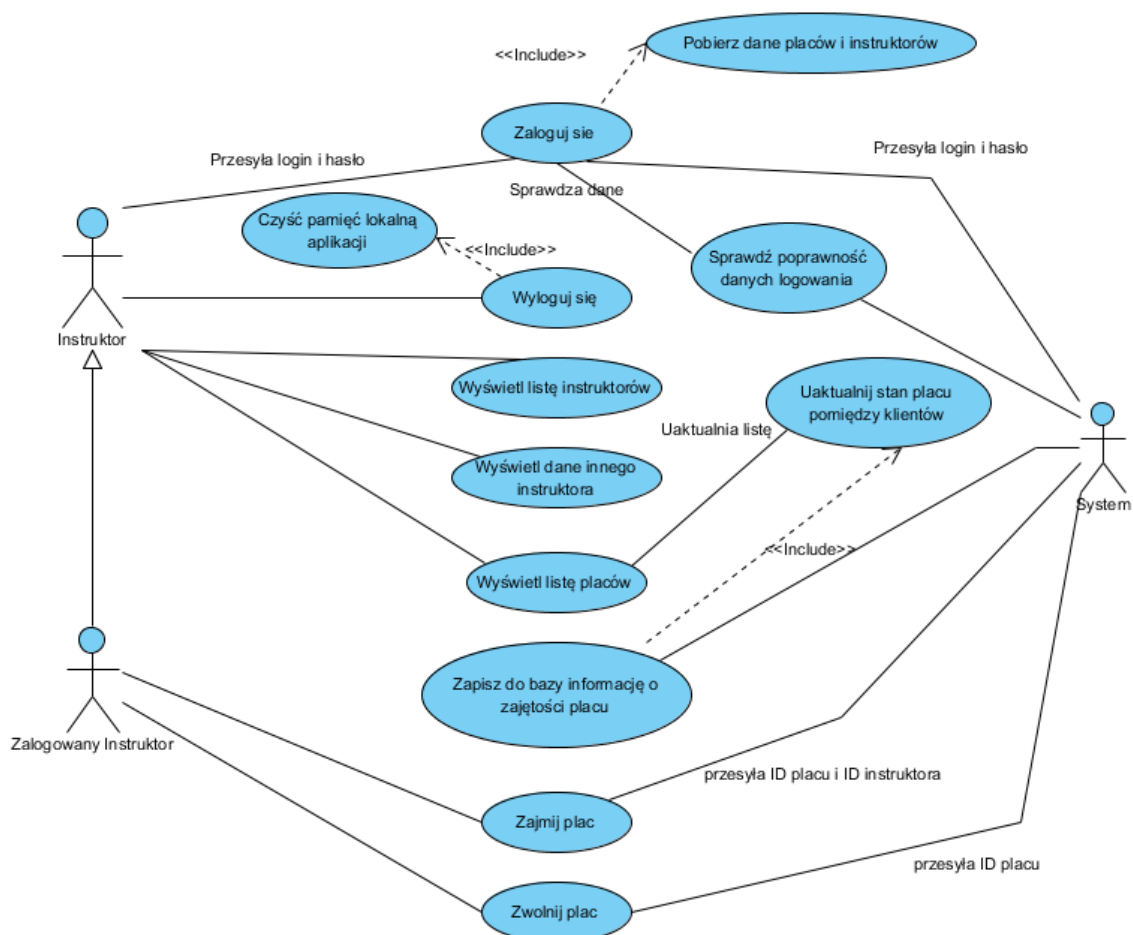 <<Include>>
Pobierz dane placów i instruktorów
Zaloguj sie
Przesyła login i hasło
Przesyła login i hasło
Sprawdza dane
Czyść pamięć lokalną
aplikacji
<<Include>>
Sprawdź poprawność
danych logowania
Wyloguj się
Instruktor
Wyświetl listę instruktorów
Uaktualnij stan placu
pomiędzy klientów
Uaktualnia listę
Wyświetl dane innego
instruktora
System
<<Include>>
Wyświetl listę placów
Zapisz do bazy informację o
zajętości placu
Zalogowany Instruktor
przesyła ID placu i ID instruktora
Zajmij plac
przesyła ID placu
Zwolnij plac